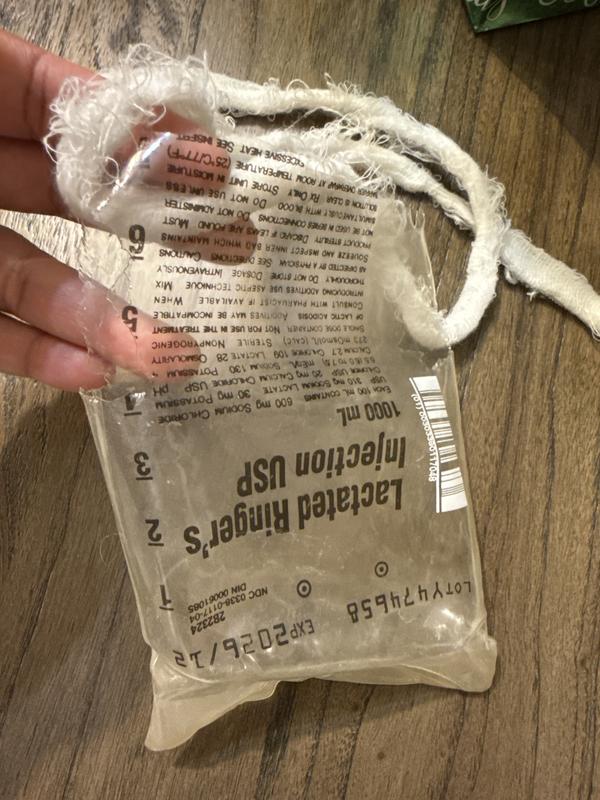 LOTY474658 EXP2026/12
2B2324
NDC 0338-0117-04
DIN 00061085
1
Lactated Ringer's
Injection USP
2
(01)00303380117048
3
1000 mL
EACH 100 mL CONTAINS 600 mg SODIUM CHLORIDE
USP 310 mg SODIUM LACTATE 30 mg POTASSIUM
CHLORIDE USP 20 mg CALCIUM CHLORIDE USP pH
4
6.5 (6.0 TO 7.5) mEq/L SODIUM 130 POTASSIUM
CALCIUM 2.7 CHLORIDE 109 LACTATE 28 OSMOLARITY
273 mOsmol/L (CALC) STERILE NONPYROGENIC
SINGLE DOSE CONTAINER NOT FOR USE IN THE TREATMENT
OF LACTIC ACIDOSIS ADDITIVES MAY BE INCOMPATIBLE
5
CONSULT WITH PHARMACIST IF AVAILABLE WHEN
INTRODUCING ADDITIVES USE ASEPTIC TECHNIQUE MIX
THOROUGHLY DO NOT STORE DOSAGE INTRAVENOUSLY
AS DIRECTED BY A PHYSICIAN SEE DIRECTIONS CAUTIONS
SQUEEZE AND INSPECT INNER BAG WHICH MAINTAINS
6
PRODUCT STERILITY DISCARD IF LEAKS ARE FOUND MUST
NOT BE USED IN SERIES CONNECTIONS DO NOT ADMINISTER
SIMULTANEOUSLY WITH BLOOD DO NOT USE UNLESS
SOLUTION IS CLEAR RX ONLY STORE UNIT IN MOISTURE
BARRIER OVERWRAP AT ROOM TEMPERATURE (25°C/77°F)
EXCESSIVE HEAT SEE INSERT